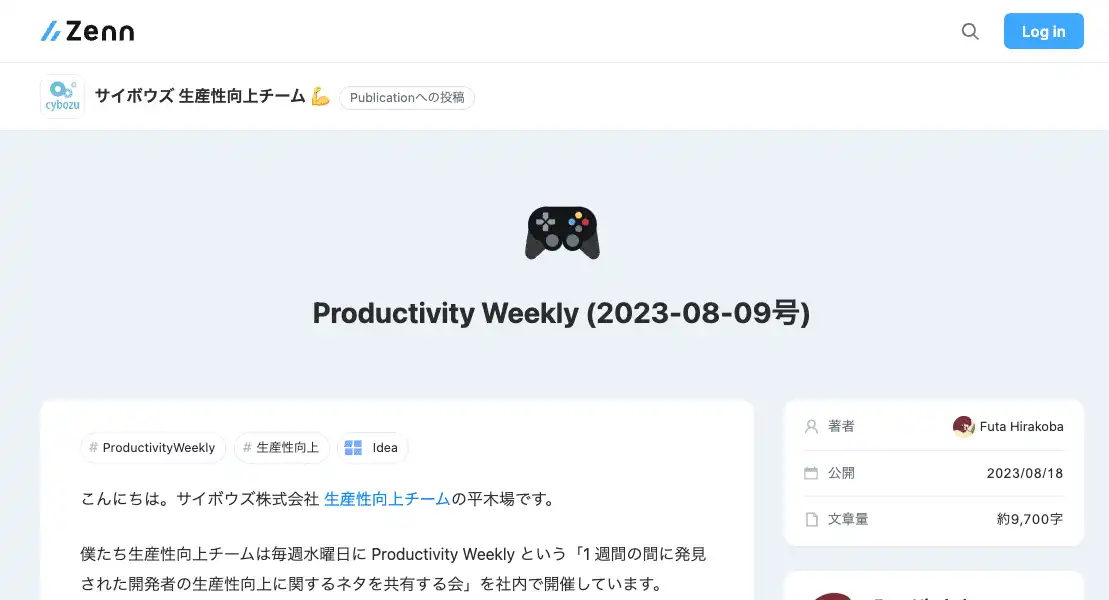 Zenn
Log in
cybozu
サイボウズ 生産性向上チーム💪
Publicationへの投稿
Productivity Weekly (2023-08-09号)
# ProductivityWeekly
# 生産性向上
Idea
こんにちは。サイボウズ株式会社 生産性向上チームの平木場です。
僕たち生産性向上チームは毎週水曜日に Productivity Weekly という「1 週間の間に発見
された開発者の生産性向上に関するネタを共有する会」を社内で開催しています。
著者
Futa Hirakoba
公開
2023/08/18
文章量
約9,700字